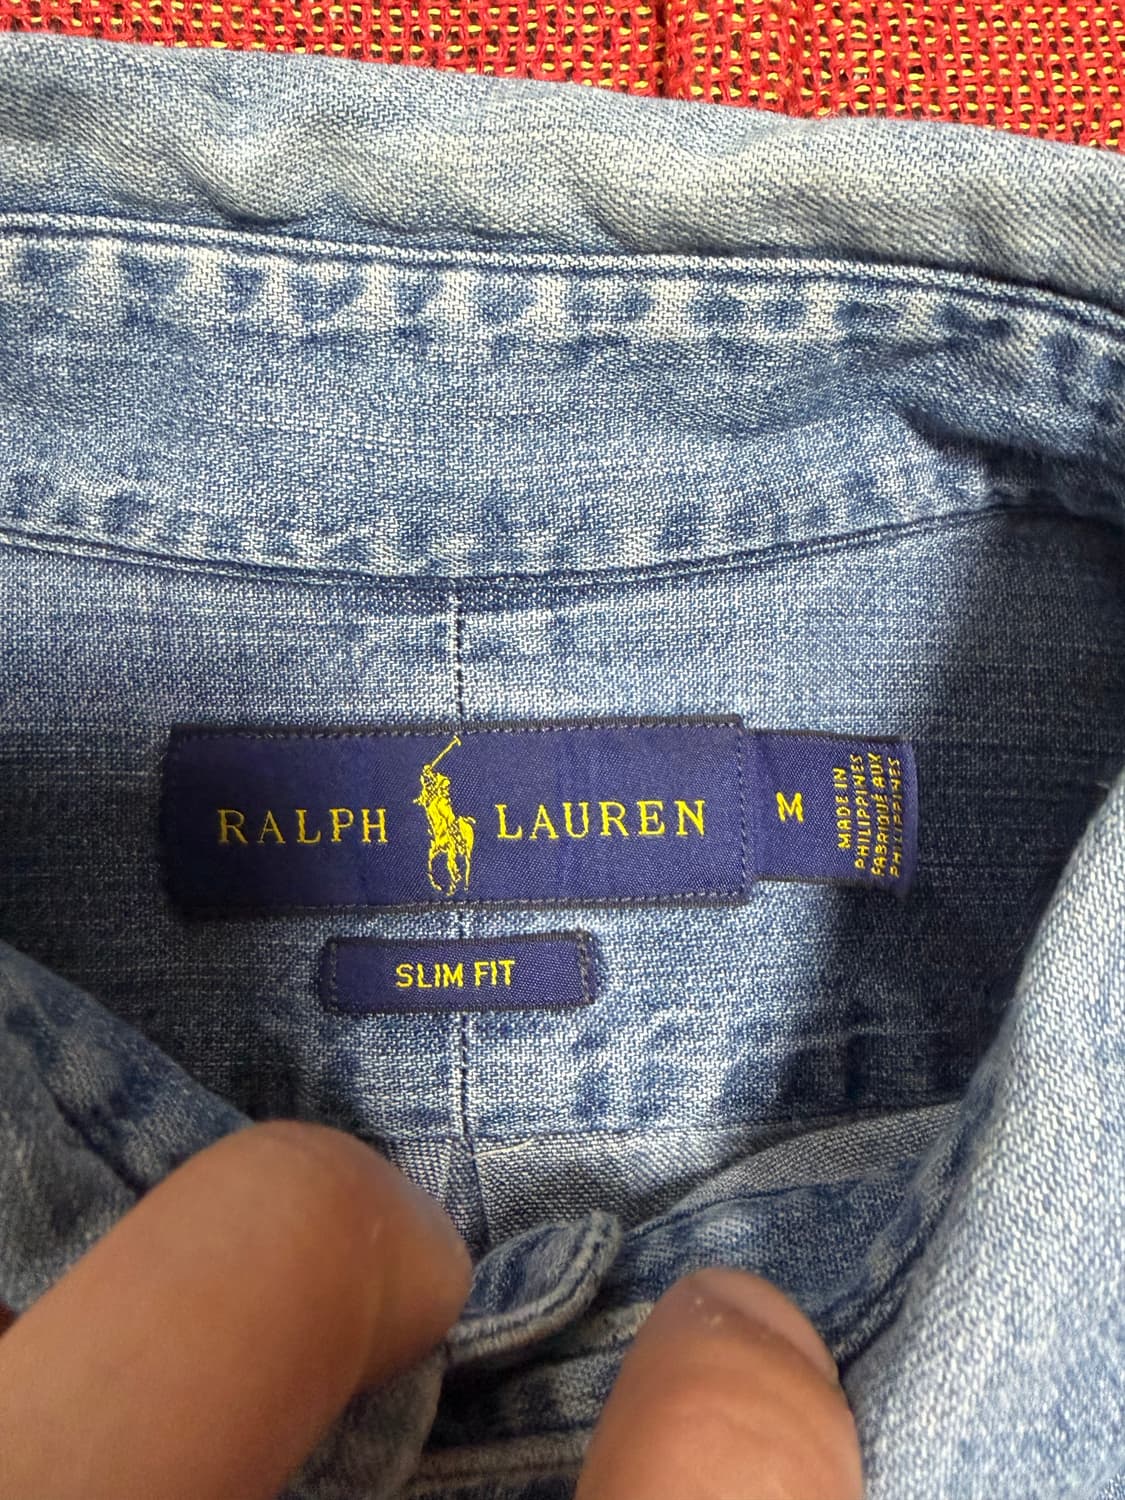 RALPH LAUREN
M
MADE IN
PHILIPPINES
FABRIQUÉ AUX
PHILIPPINES
SLIM FIT